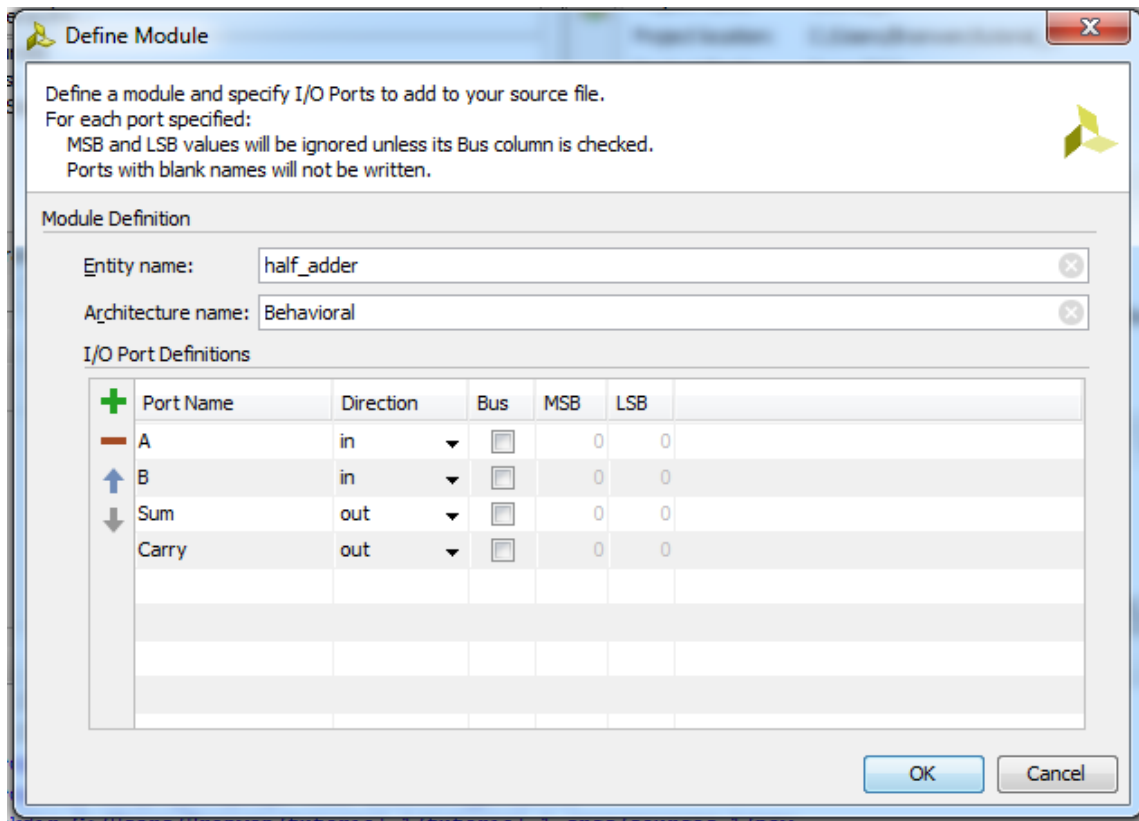 Define Module
Define a module and specify I/O Ports to add to your source file.
For each port specified:
MSB and LSB values will be ignored unless its Bus column is checked.
Ports with blank names will not be written.
Module Definition
Entity name: half_adder
Architecture name: Behavioral
I/O Port Definitions
Port Name Direction Bus MSB LSB
A in 0 0
B in 0 0
Sum out 0 0
Carry out 0 0
OK Cancel